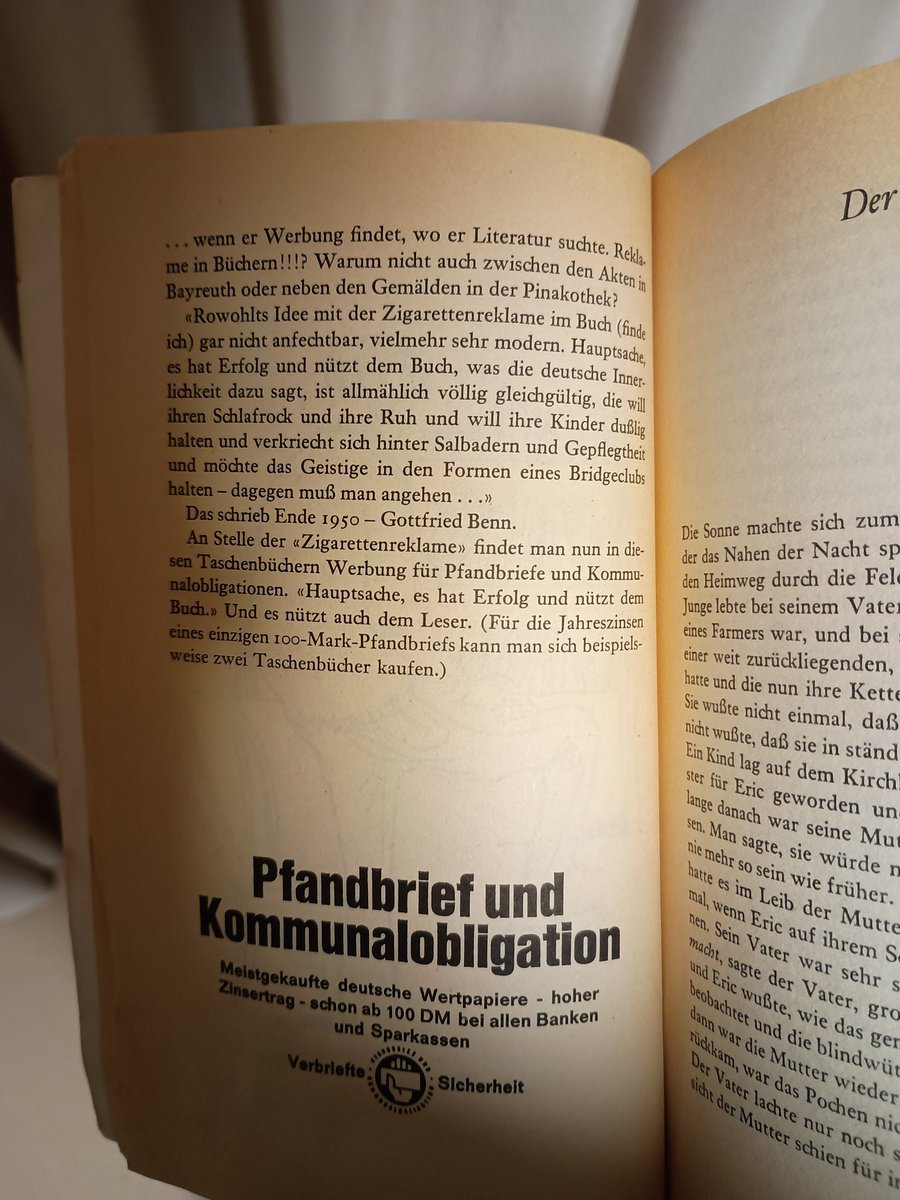 ... wenn er Werbung findet, wo er Literatur suchte. Rekla-
me in Büchern!!!? Warum nicht auch zwischen den Akten in
Bayreuth oder neben den Gemälden in der Pinakothek?
«Rowohlts Idee mit der Zigarettenreklame im Buch (finde
ich) gar nicht anfechtbar, vielmehr sehr modern. Hauptsache,
es hat Erfolg und nützt dem Buch, was die deutsche Inner-
lichkeit dazu sagt, ist allmählich völlig gleichgültig, die will
ihren Schlafrock und ihre Ruh und will ihre Kinder dußlig
halten und verkriecht sich hinter Salbadern und Gepflegtheit
und möchte das Geistige in den Formen eines Bridgeclubs
halten – dagegen muß man angehen ...»
Das schrieb Ende 1950 – Gottfried Benn.
An Stelle der «Zigarettenreklame» findet man nun in die-
sen Taschenbüchern Werbung für Pfandbriefe und Kommu-
nalobligationen. «Hauptsache, es hat Erfolg und nützt dem
Buch.» Und es nützt auch dem Leser. (Für die Jahreszinsen
eines einzigen 100-Mark-Pfandbriefs kann man sich beispiels-
weise zwei Taschenbücher kaufen.)
Pfandbrief und
Kommunalobligation
Meistgekaufte deutsche Wertpapiere - hoher
Zinsertrag - schon ab 100 DM bei allen Banken
und Sparkassen
Verbriefte Sicherheit
Der
Die Sonne machte sich zum
der das Nahen der Nacht sp
den Heimweg durch die Fel
Junge lebte bei seinem Vater
eines Farmers war, und bei
einer weit zurückliegenden,
hatte und die nun ihre Kette
Sie wußte nicht einmal, daß
nicht wußte, daß sie in ständ
Ein Kind lag auf dem Kirchl
ster für Eric geworden und
lange danach war seine Mut
sen. Man sagte, sie würde n
nie mehr so sein wie früher.
hatte es im Leib der Mutte
mal, wenn Eric auf ihrem Sc
nen. Sein Vater war sehr s
macht, sagte der Vater, gro
und Eric wußte, wie das ger
beobachtet und die blindwüt
dann war die Mutter wieder
rückkam, war das Pochen nic
Der Vater lachte nur noch s
sicht der Mutter schien für in